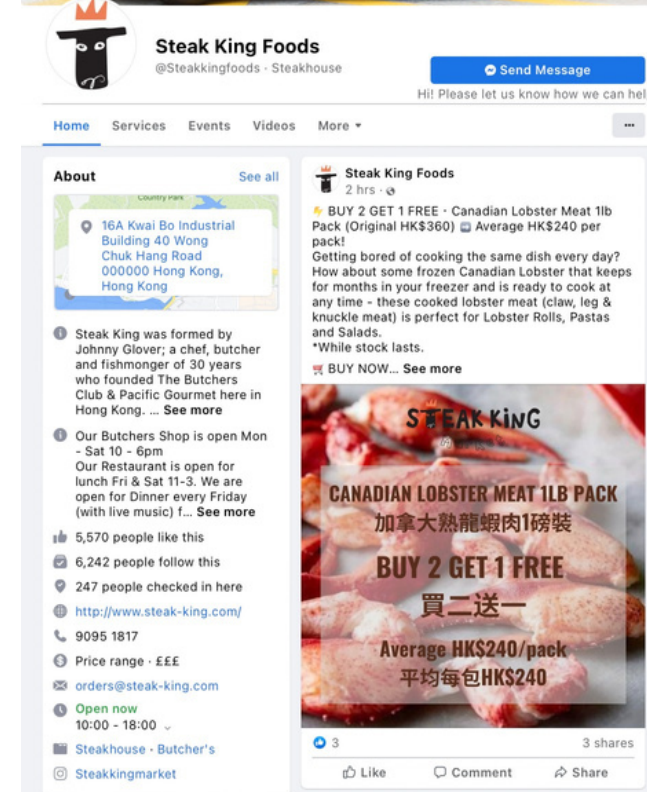 Steak King Foods
@Steakkingfoods · Steakhouse
Send Message
Hi! Please let us know how we can hel
Home Services Events Videos More
About See all
Country Park
16A Kwai Bo Industrial
Building 40 Wong
Chuk Hang Road
000000 Hong Kong,
Hong Kong
Steak King was formed by
Johnny Glover; a chef, butcher
and fishmonger of 30 years
who founded The Butchers
Club & Pacific Gourmet here in
Hong Kong. ... See more
Our Butchers Shop is open Mon
- Sat 10 - 6pm
Our Restaurant is open for
lunch Fri & Sat 11-3. We are
open for Dinner every Friday
(with live music) f... See more
5,570 people like this
6,242 people follow this
247 people checked in here
http://www.steak-king.com/
9095 1817
Price range · £££
orders@steak-king.com
Open now
10:00 - 18:00
Steakhouse · Butcher's
Steakkingmarket
Steak King Foods
2 hrs ·
⚡ BUY 2 GET 1 FREE · Canadian Lobster Meat 1lb
Pack (Original HK$360) ➡ Average HK$240 per
pack!
Getting bored of cooking the same dish every day?
How about some frozen Canadian Lobster that keeps
for months in your freezer and is ready to cook at
any time - these cooked lobster meat (claw, leg &
knuckle meat) is perfect for Lobster Rolls, Pastas
and Salads.
*While stock lasts.
🛒 BUY NOW... See more
STEAK KING
CANADIAN LOBSTER MEAT 1LB PACK
加拿大熟龍蝦肉1磅裝
BUY 2 GET 1 FREE
買二送一
Average HK$240/pack
平均每包HK$240
3 3 shares
Like Comment Share